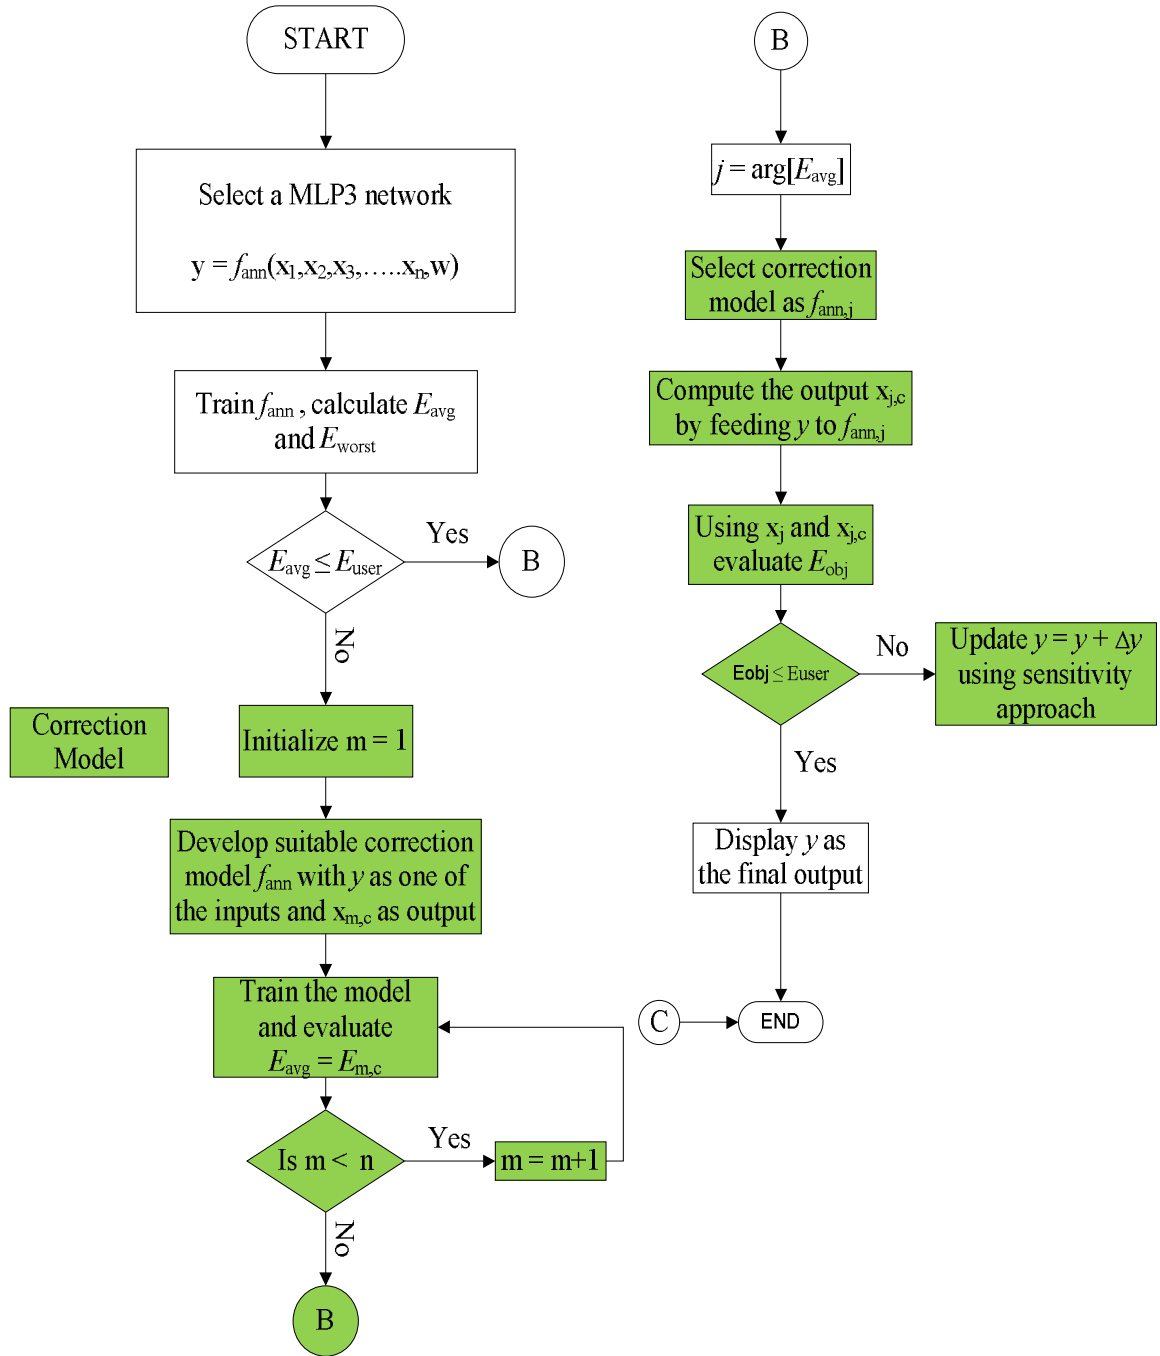 START
Select a MLP3 network
y = fann(x1,x2,x3,…..xn,w)
Train fann , calculate Eavg
and Eworst
Eavg ≤ Euser
Yes
B
No
Correction
Model
Initialize m = 1
Develop suitable correction
model fann with y as one of
the inputs and xm,c as output
Train the model
and evaluate
Eavg = Em,c
Is m < n
Yes
m = m+1
No
B
B
j = arg[Eavg]
Select correction
model as fann,j
Compute the output xj,c
by feeding y to fann,j
Using xj and xj,c
evaluate Eobj
Eobj ≤ Euser
No
Update y = y + Δy
using sensitivity
approach
Yes
Display y as
the final output
C
END